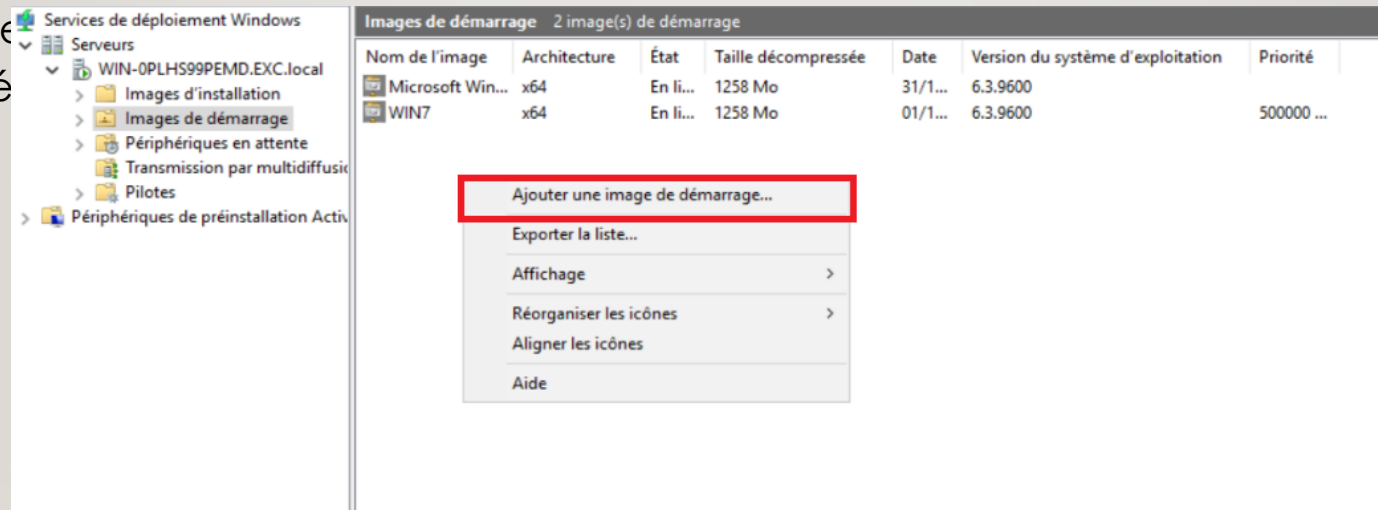 Services de déploiement Windows
Serveurs
WIN-0PLHS99PEMD.EXC.local
Images d'installation
Images de démarrage
Périphériques en attente
Transmission par multidiffusi
Pilotes
Périphériques de préinstallation Activ
Images de démarrage 2 image(s) de démarrage
Nom de l'image Architecture État Taille décompressée Date Version du système d'exploitation Priorité
Microsoft Win... x64 En li... 1258 Mo 31/1... 6.3.9600
WIN7 x64 En li... 1258 Mo 01/1... 6.3.9600 500000 ...
Ajouter une image de démarrage...
Exporter la liste...
Affichage
Réorganiser les icônes
Aligner les icônes
Aide